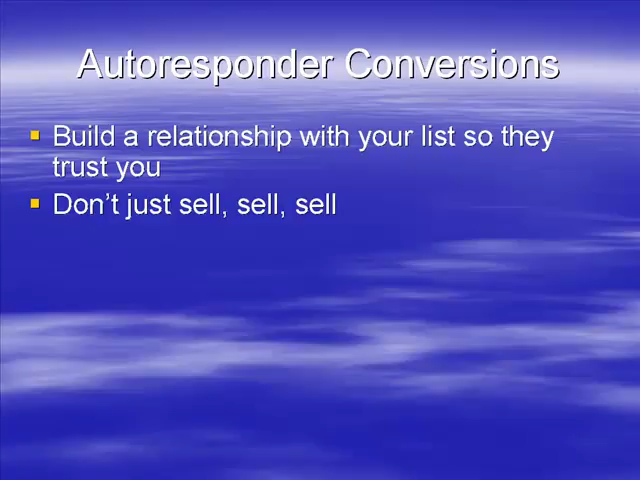 Autoresponder Conversions
Build a relationship with your list so they
trust you
Don't just sell, sell, sell